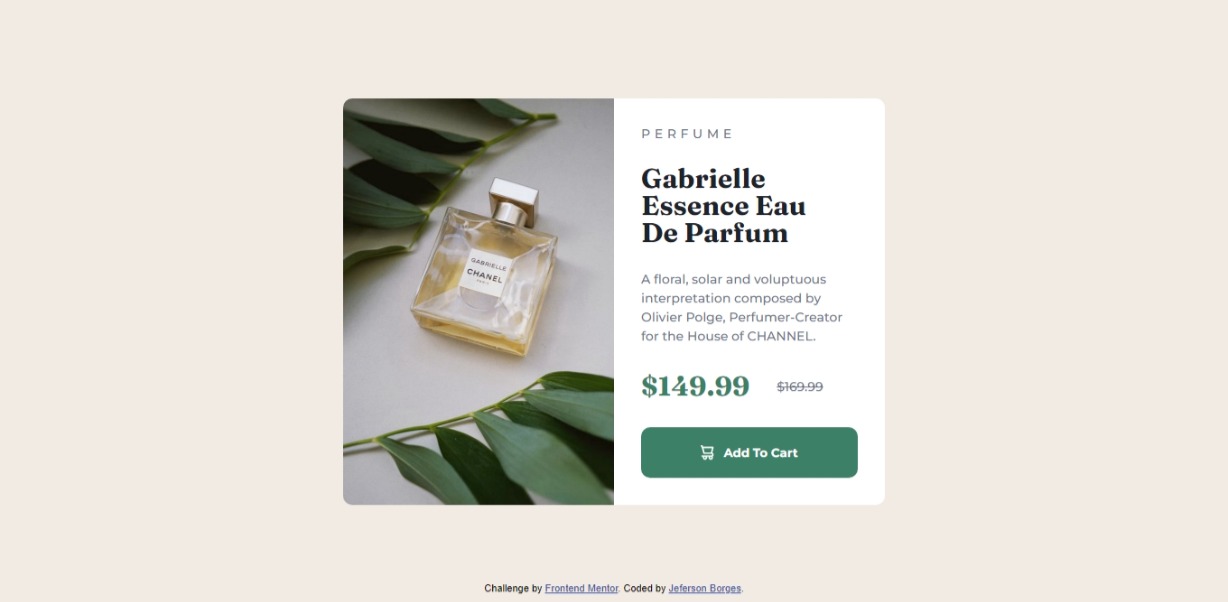 PERFUME
Gabrielle
Essence Eau
De Parfum
A floral, solar and voluptuous
interpretation composed by
Olivier Polge, Perfumer-Creator
for the House of CHANNEL.
$149.99 $169.99
Add To Cart
GABRIELLE
CHANEL
PARIS
Challenge by Frontend Mentor. Coded by Jeferson Borges.